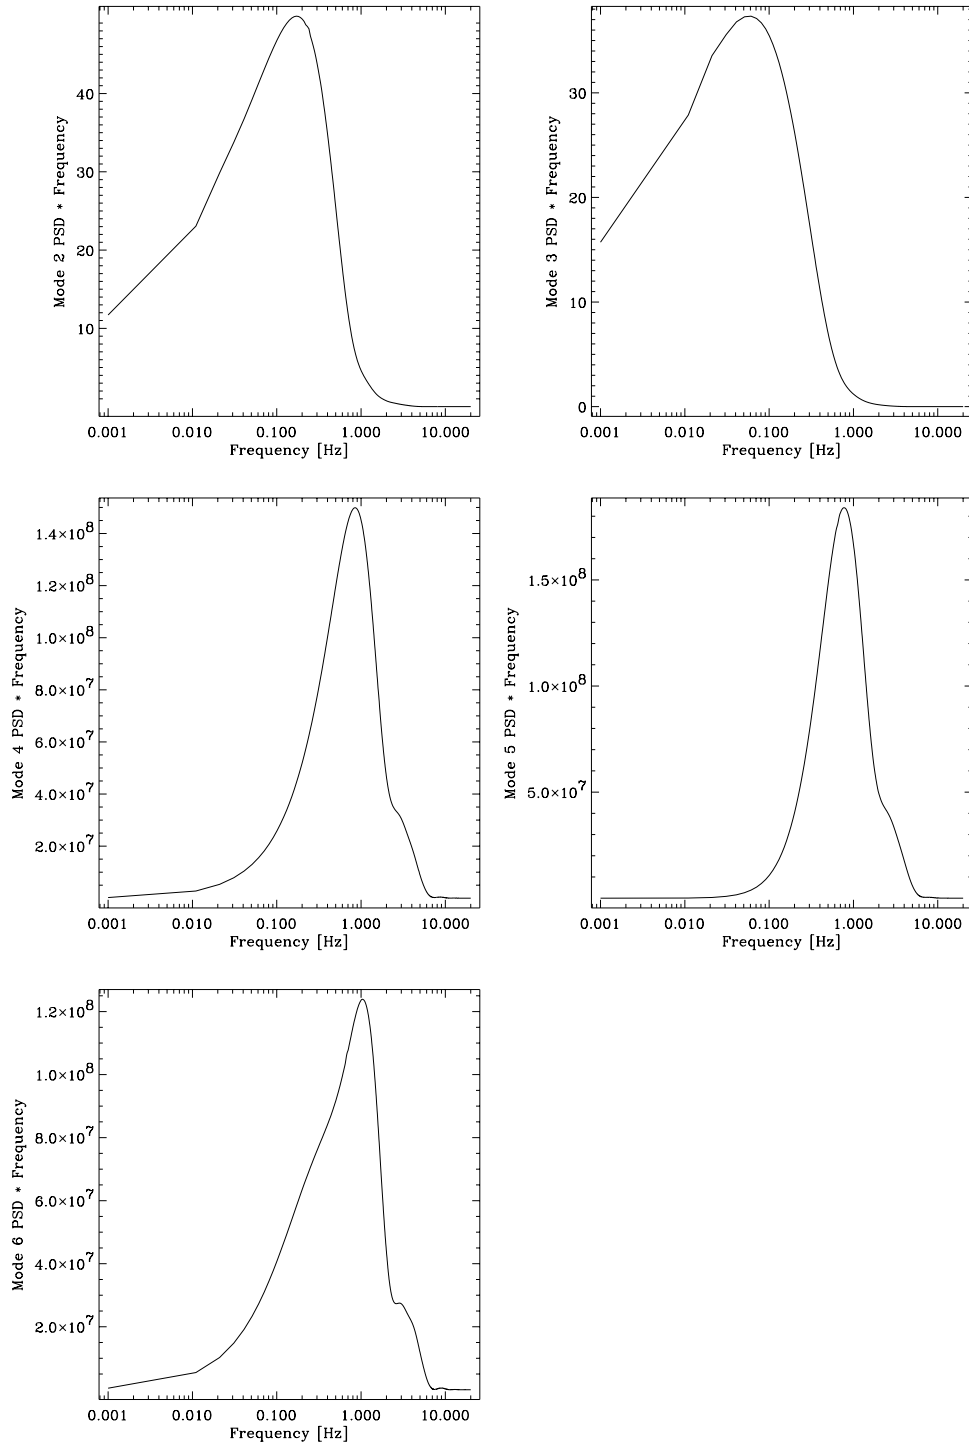 Mode 2 PSD * Frequency
40
30
20
10
0.001 0.010 0.100 1.000 10.000
Frequency [Hz]
Mode 3 PSD * Frequency
30
20
10
0
0.001 0.010 0.100 1.000 10.000
Frequency [Hz]
Mode 4 PSD * Frequency
1.4×10⁸
1.2×10⁸
1.0×10⁸
8.0×10⁷
6.0×10⁷
4.0×10⁷
2.0×10⁷
0.001 0.010 0.100 1.000 10.000
Frequency [Hz]
Mode 5 PSD * Frequency
1.5×10⁸
1.0×10⁸
5.0×10⁷
0.001 0.010 0.100 1.000 10.000
Frequency [Hz]
Mode 6 PSD * Frequency
1.2×10⁸
1.0×10⁸
8.0×10⁷
6.0×10⁷
4.0×10⁷
2.0×10⁷
0.001 0.010 0.100 1.000 10.000
Frequency [Hz]